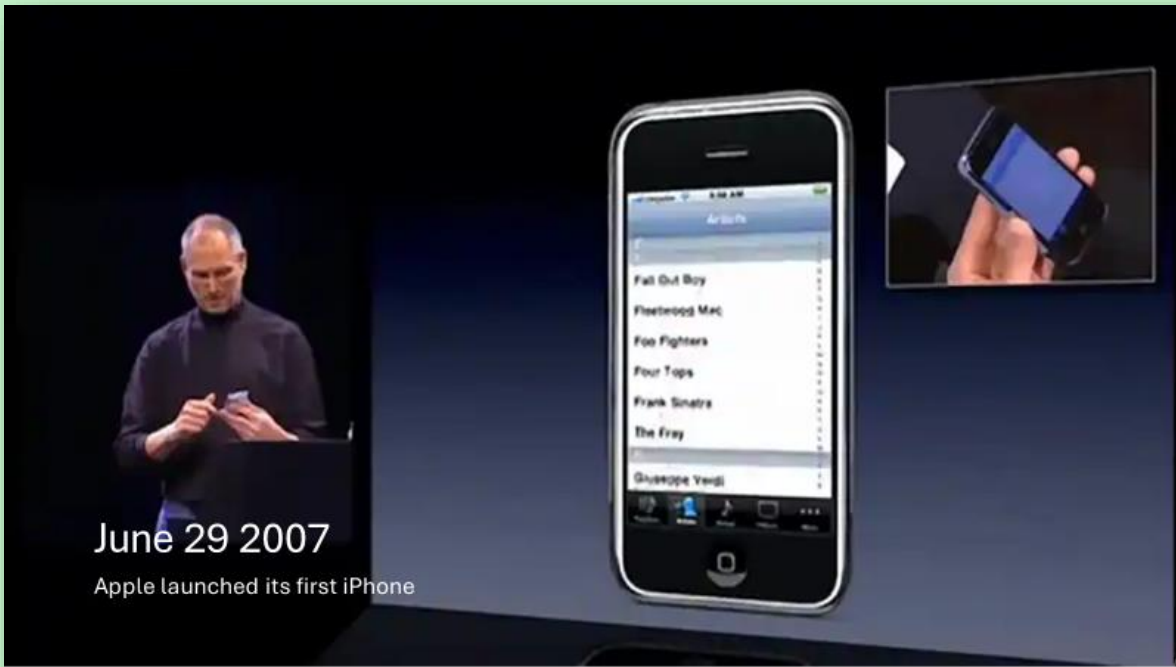 Artists
Fall Out Boy
Fleetwood Mac
Foo Fighters
Four Tops
Frank Sinatra
The Fray
Giuseppe Verdi
Artists
June 29 2007
Apple launched its first iPhone